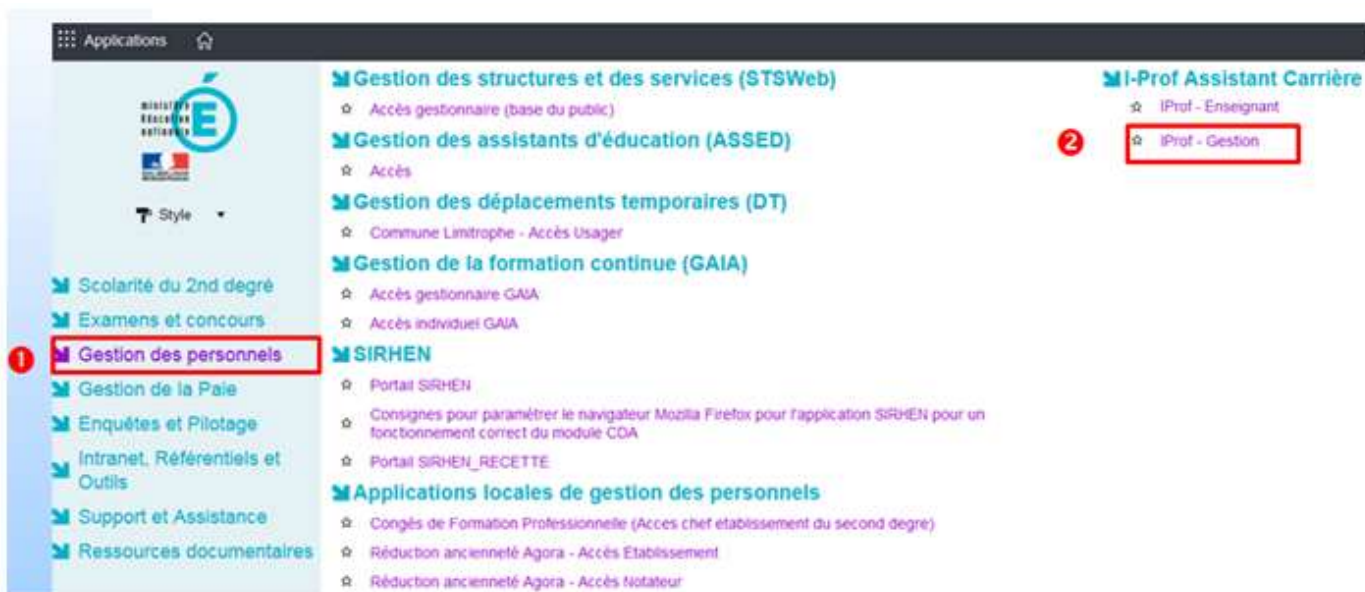 Applications
ministère
éducation
nationale
Style
Scolarité du 2nd degré
Examens et concours
1
Gestion des personnels
Gestion de la Paie
Enquêtes et Pilotage
Intranet, Référentiels et
Outils
Support et Assistance
Ressources documentaires
Gestion des structures et des services (STSWeb)
Accès gestionnaire (base du public)
Gestion des assistants d'éducation (ASSED)
Accès
Gestion des déplacements temporaires (DT)
Commune Limitrophe - Accès Usager
Gestion de la formation continue (GAIA)
Accès gestionnaire GAIA
Accès individuel GAIA
SIRHEN
Portail SIRHEN
Consignes pour paramétrer le navigateur Mozilla Firefox pour l'application SIRHEN pour un
fonctionnement correct du module CDA
Portail SIRHEN_RECETTE
Applications locales de gestion des personnels
Congés de Formation Professionnelle (Acces chef etablissement du second degre)
Réduction ancienneté Agora - Accès Etablissement
Réduction ancienneté Agora - Accès Notateur
I-Prof Assistant Carrière
IProf - Enseignant
2
IProf - Gestion